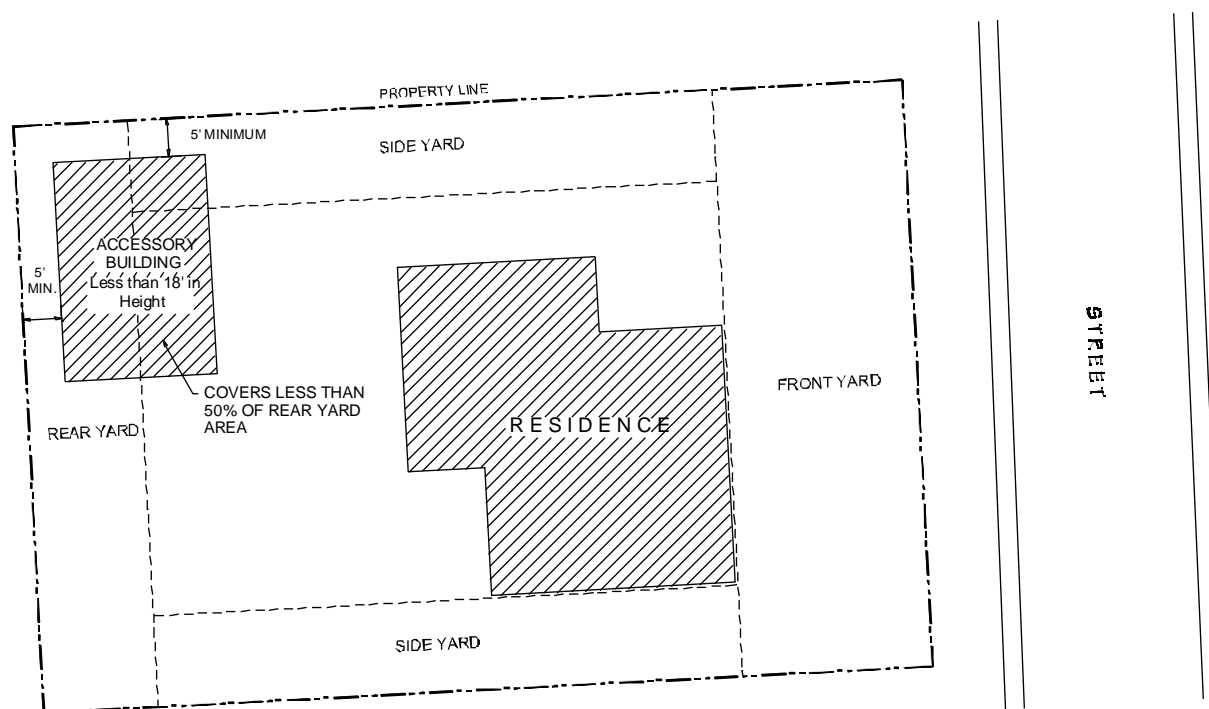 PROPERTY LINE
5' MINIMUM
SIDE YARD
ACCESSORY
BUILDING
Less than 18' in
Height
5'
MIN.
COVERS LESS THAN
50% OF REAR YARD
AREA
REAR YARD
RESIDENCE
FRONT YARD
STREET
SIDE YARD